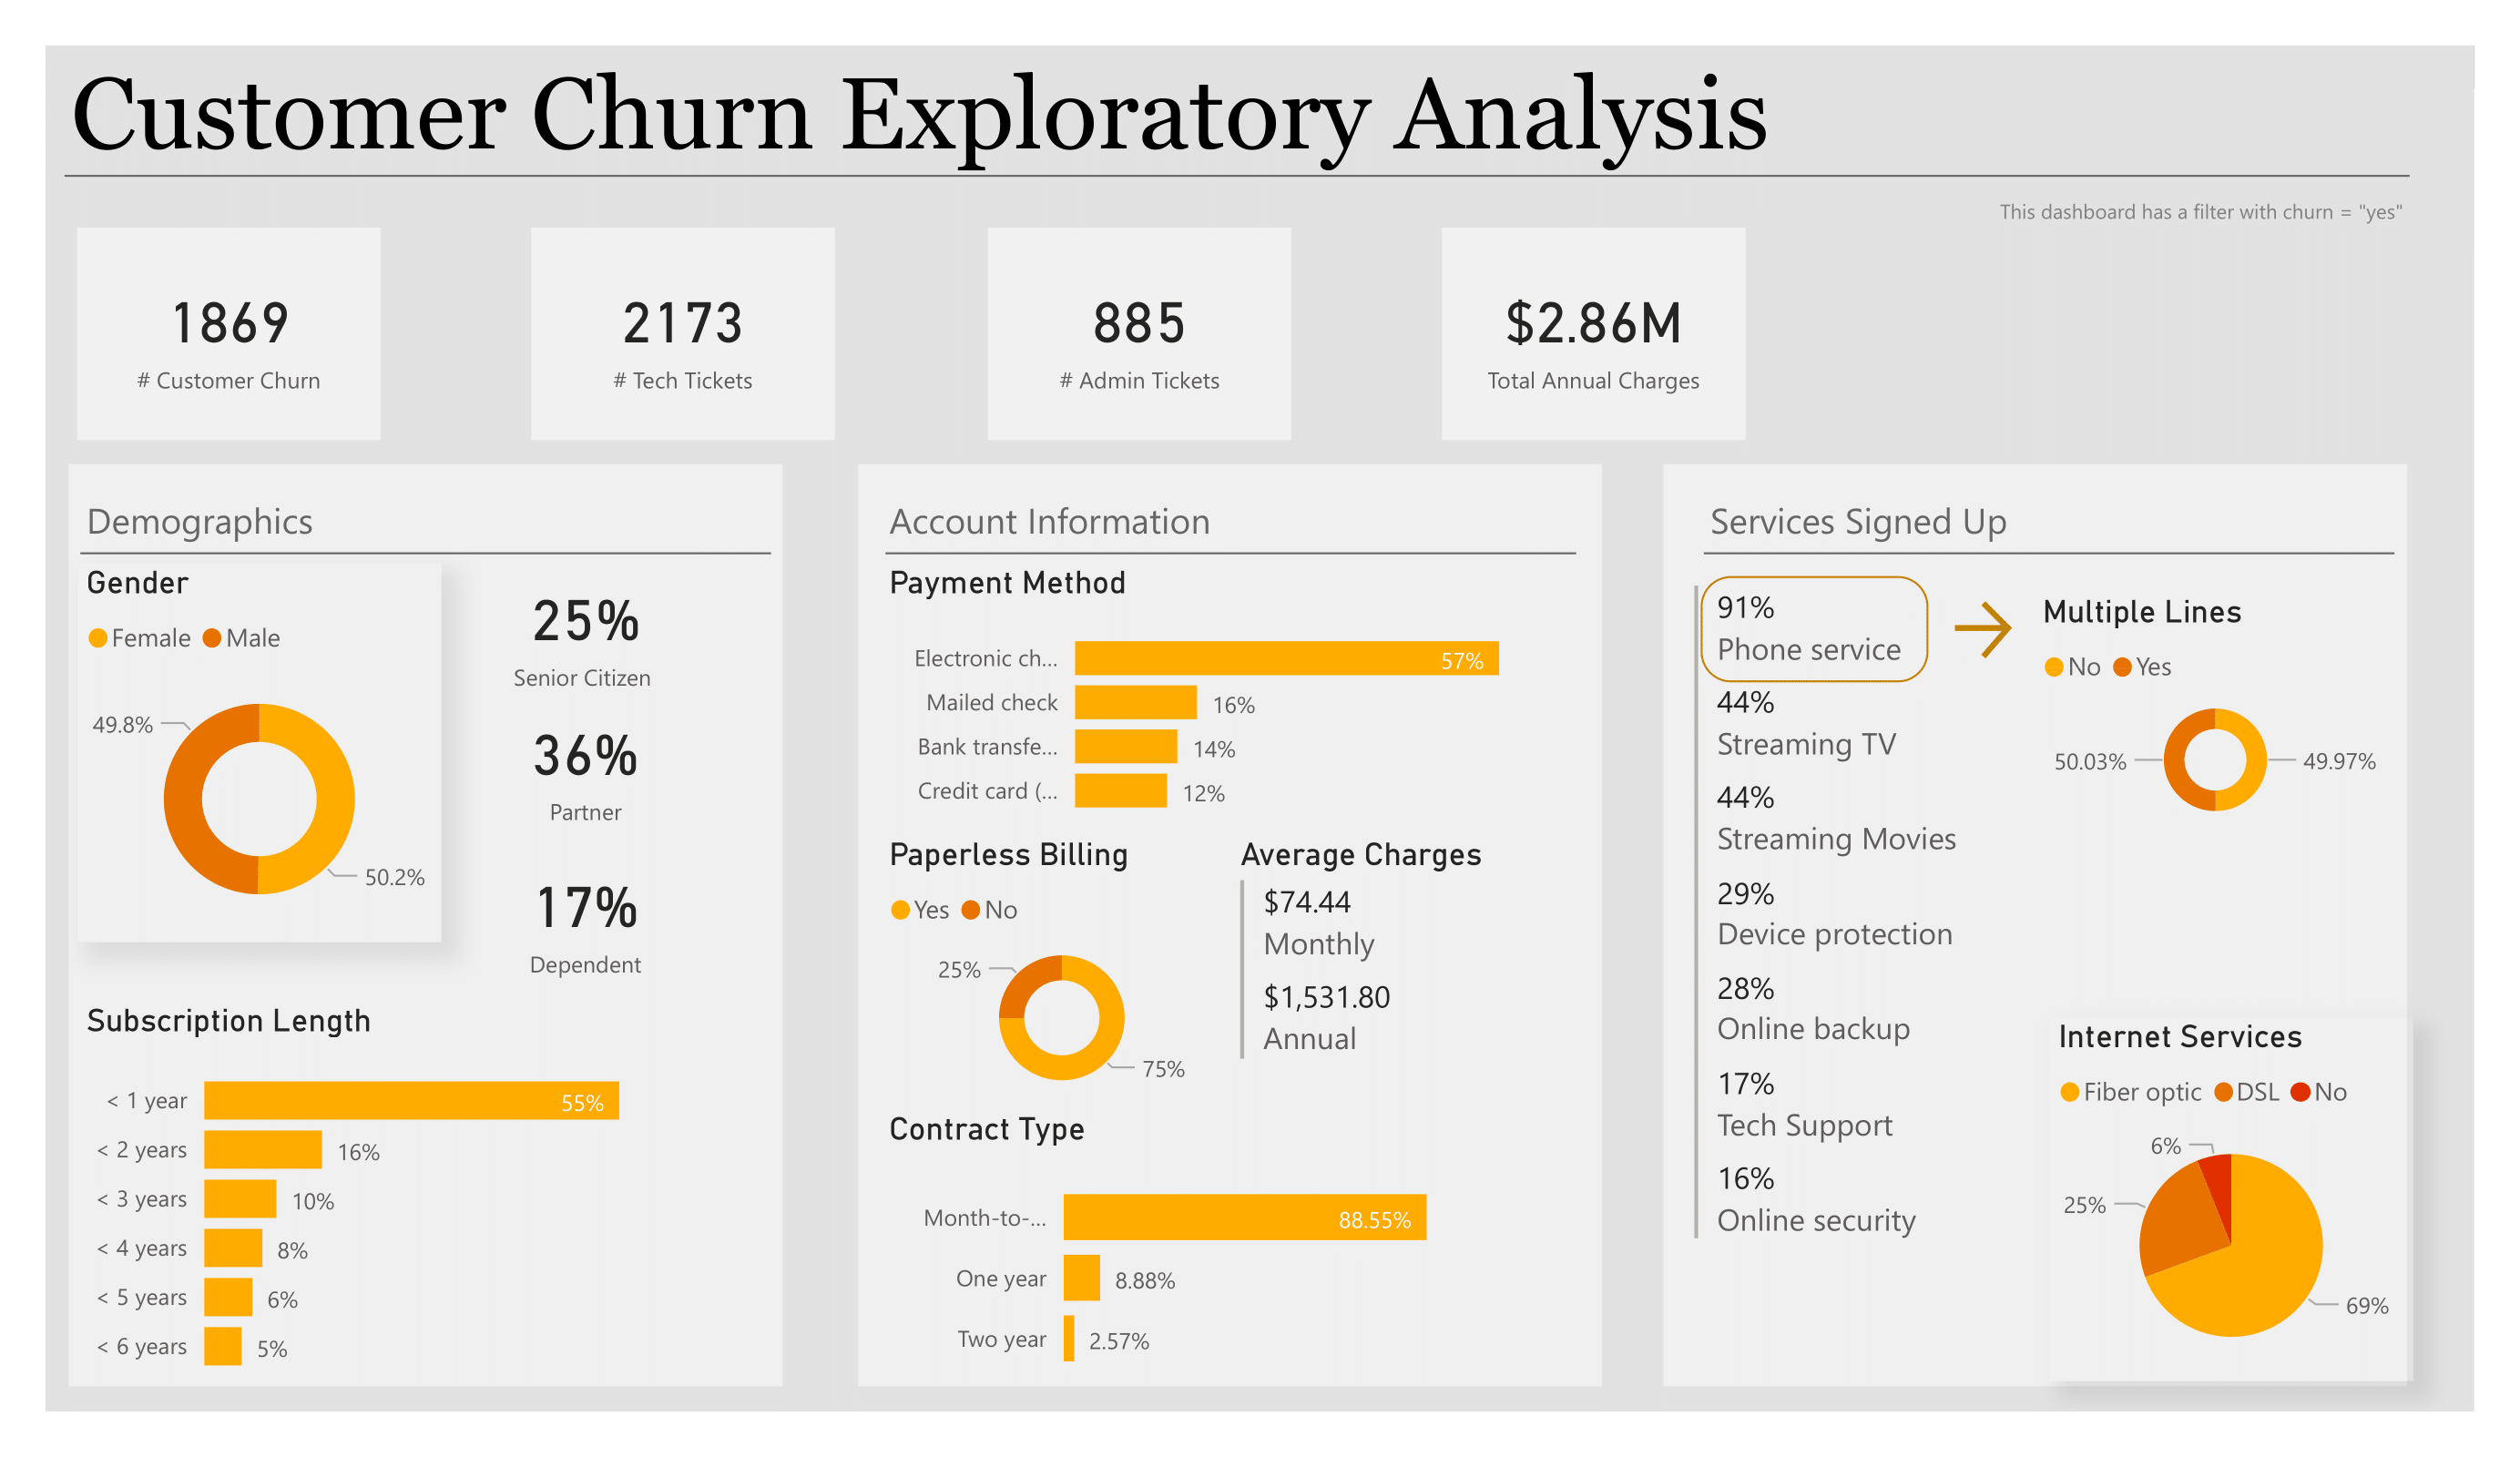 Customer Churn Exploratory Analysis
This dashboard has a filter with churn = "yes"
1869
# Customer Churn
2173
# Tech Tickets
885
# Admin Tickets
$2.86M
Total Annual Charges
Demographics
Gender
Female Male
49.8%
50.2%
25%
Senior Citizen
36%
Partner
17%
Dependent
Subscription Length
< 1 year 55%
< 2 years 16%
< 3 years 10%
< 4 years 8%
< 5 years 6%
< 6 years 5%
Account Information
Payment Method
Electronic ch... 57%
Mailed check 16%
Bank transfe... 14%
Credit card (... 12%
Paperless Billing
Yes No
25%
75%
Average Charges
$74.44
Monthly
$1,531.80
Annual
Contract Type
Month-to-... 88.55%
One year 8.88%
Two year 2.57%
Services Signed Up
91%
Phone service
44%
Streaming TV
44%
Streaming Movies
29%
Device protection
28%
Online backup
17%
Tech Support
16%
Online security
Multiple Lines
No Yes
50.03% 49.97%
Internet Services
Fiber optic DSL No
6%
25%
69%